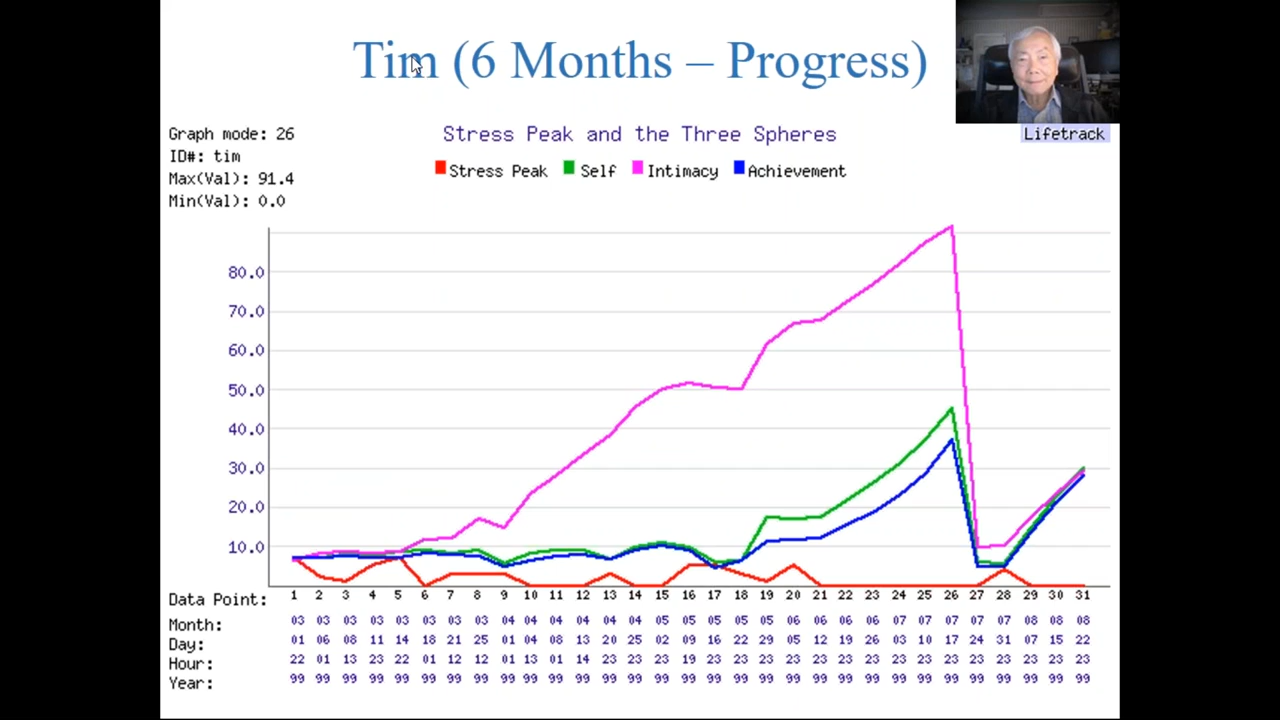 Tim (6 Months – Progress)
Graph mode: 26
Stress Peak and the Three Spheres
Lifetrack
ID#: tim
Stress Peak Self Intimacy Achievement
Max(Val): 91.4
Min(Val): 0.0
80.0
70.0
60.0
50.0
40.0
30.0
20.0
10.0
Data Point: 1 2 3 4 5 6 7 8 9 10 11 12 13 14 15 16 17 18 19 20 21 22 23 24 25 26 27 28 29 30 31
Month: 03 03 03 03 03 03 03 03 04 04 04 04 04 04 05 05 05 05 05 06 06 06 06 07 07 07 07 07 08 08 08
Day: 01 06 08 11 14 18 21 25 01 04 08 13 20 25 02 09 16 22 29 05 12 19 26 03 10 17 24 31 07 15 22
Hour: 22 01 13 23 22 01 12 12 01 13 01 14 23 23 23 19 23 23 23 23 23 23 23 23 23 23 23 23 23 23 23
Year: 99 99 99 99 99 99 99 99 99 99 99 99 99 99 99 99 99 99 99 99 99 99 99 99 99 99 99 99 99 99 99